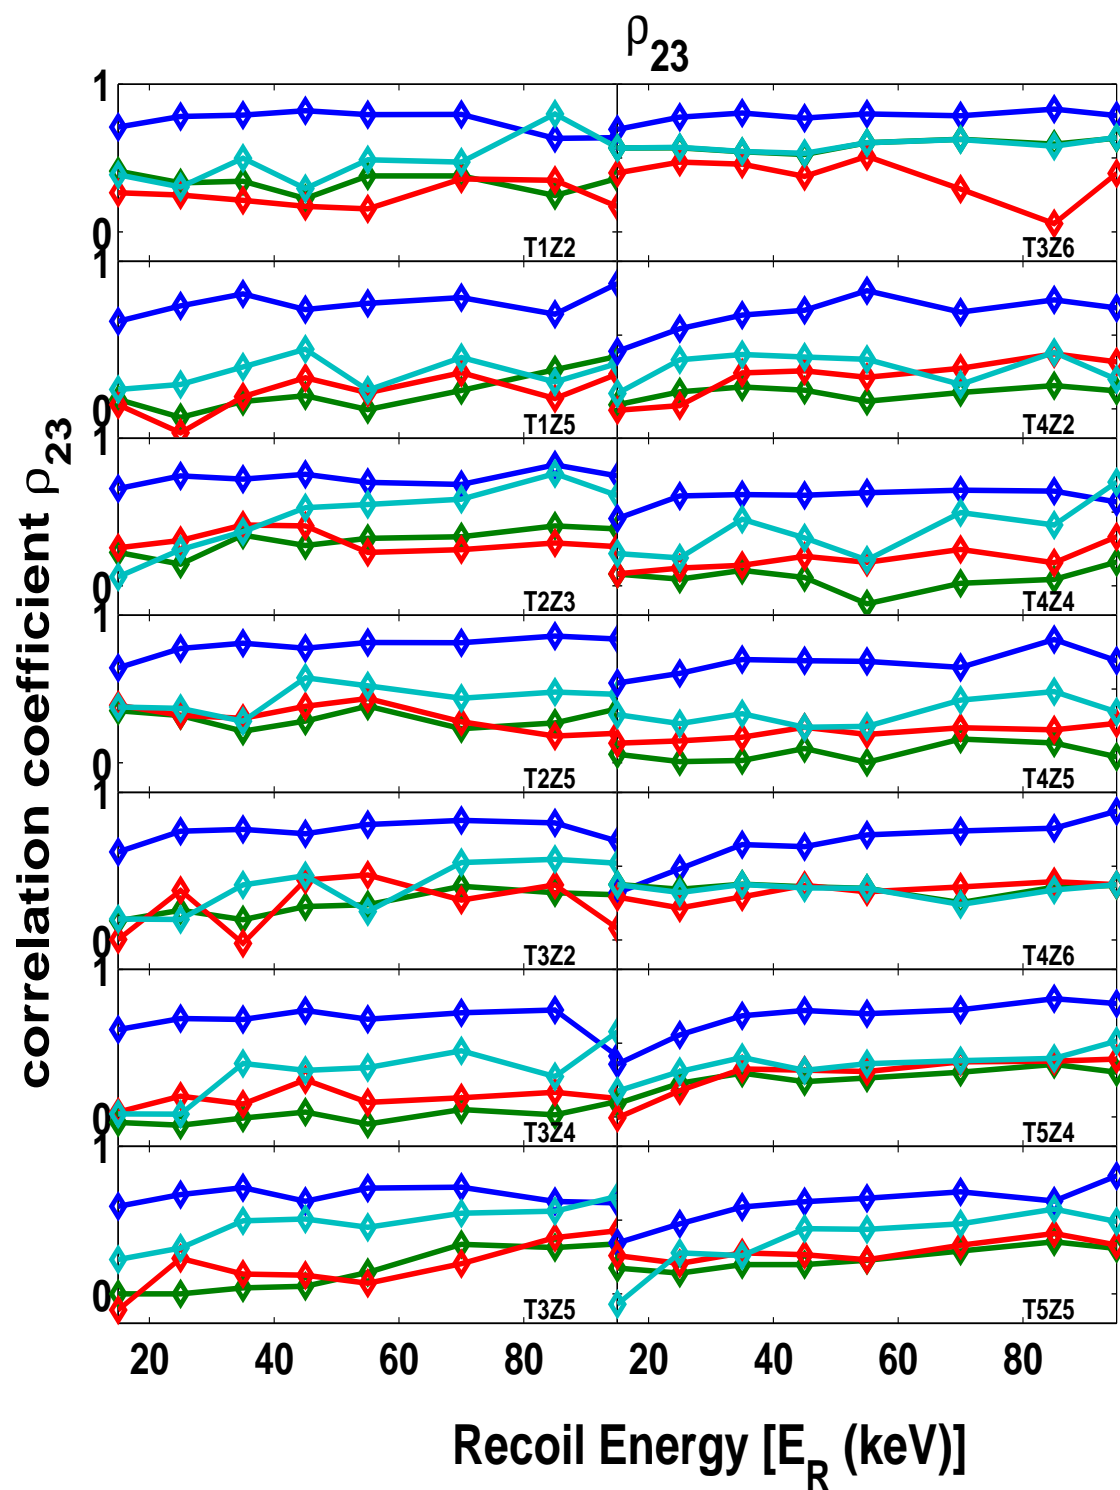 ρ23
1
0
T1Z2
T3Z6
1
0
T1Z5
T4Z2
1
0
T2Z3
T4Z4
1
0
T2Z5
T4Z5
1
0
T3Z2
T4Z6
1
0
T3Z4
T5Z4
1
0
T3Z5
T5Z5
20 40 60 80 20 40 60 80
correlation coefficient ρ23
Recoil Energy [ER (keV)]